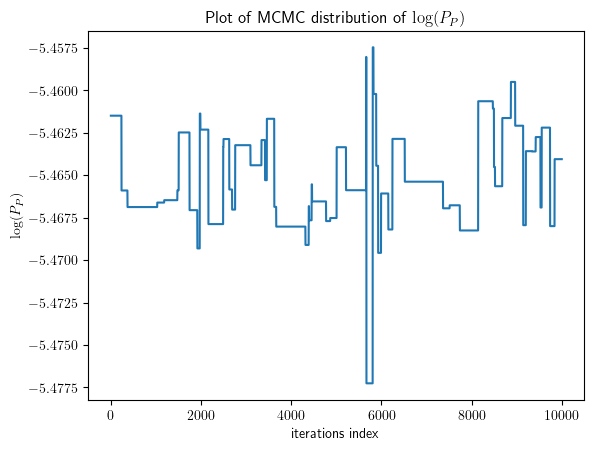 Plot of MCMC distribution of log(P_P)
−5.4575
−5.4600
−5.4625
−5.4650
−5.4675
−5.4700
−5.4725
−5.4750
−5.4775
log(P_P)
0 2000 4000 6000 8000 10000
iterations index